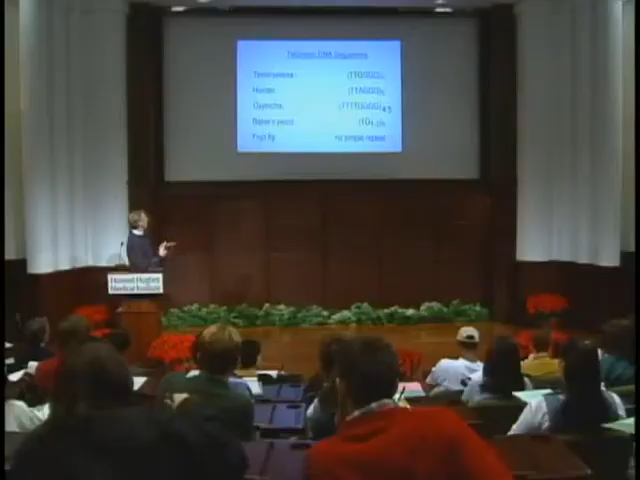 Telomeric DNA Sequences
Tetrahymena (TTGGGG)n
Human (TTAGGG)n
Oxytricha (TTTTGGGG)4.5
Baker's yeast
Fruit fly no simple repeat
Howard Hughes
Medical Institute